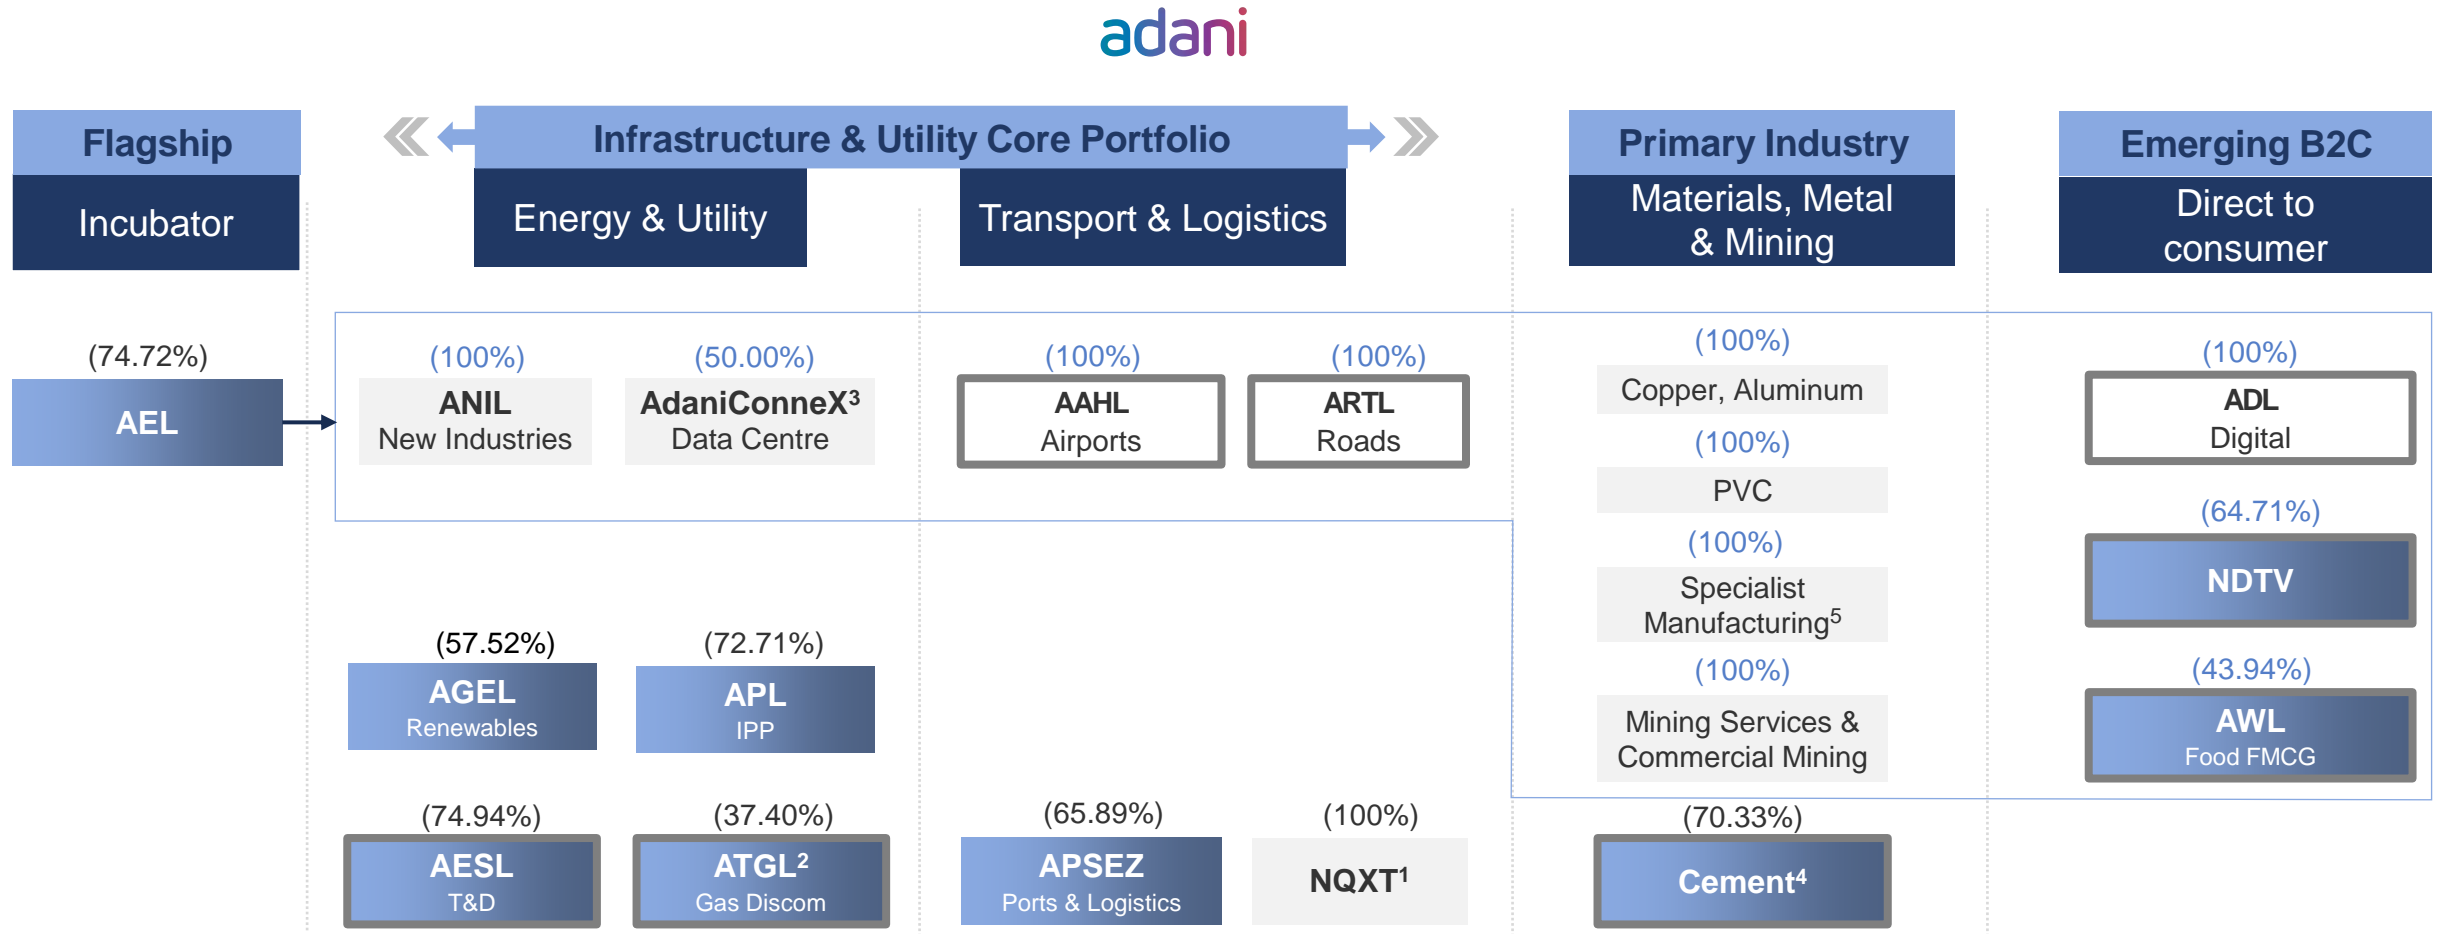 adani
Flagship
Infrastructure & Utility Core Portfolio
Primary Industry
Emerging B2C
Incubator
Energy & Utility
Transport & Logistics
Materials, Metal
& Mining
Direct to
consumer
(74.72%)
AEL
(100%)
ANIL
New Industries
(50.00%)
AdaniConneX³
Data Centre
(100%)
AAHL
Airports
(100%)
ARTL
Roads
(100%)
Copper, Aluminum
(100%)
PVC
(100%)
Specialist
Manufacturing⁵
(100%)
Mining Services &
Commercial Mining
(100%)
ADL
Digital
(64.71%)
NDTV
(43.94%)
AWL
Food FMCG
(57.52%)
AGEL
Renewables
(72.71%)
APL
IPP
(74.94%)
AESL
T&D
(37.40%)
ATGL²
Gas Discom
(65.89%)
APSEZ
Ports & Logistics
(100%)
NQXT¹
(70.33%)
Cement⁴